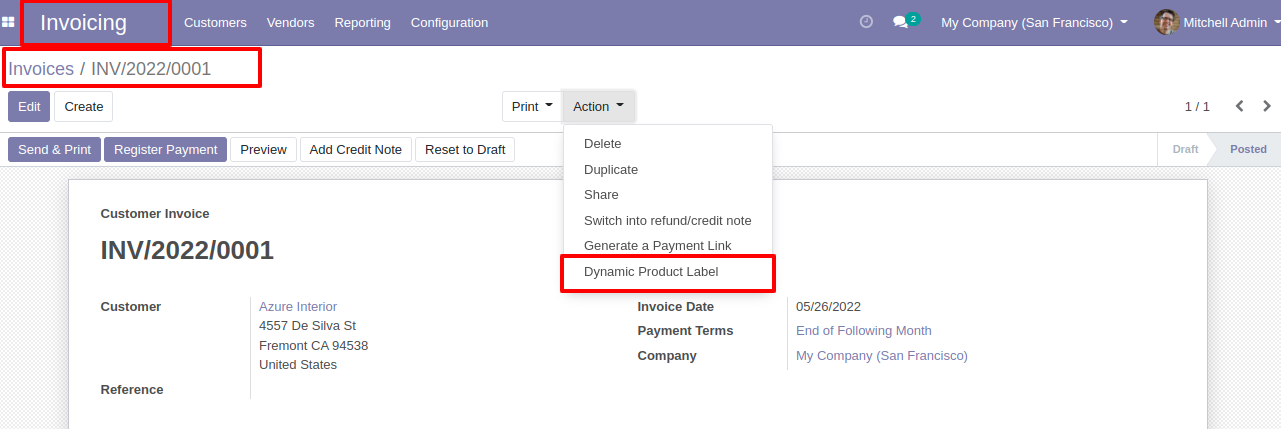 Invoicing Customers Vendors Reporting Configuration 2 My Company (San Francisco) Mitchell Admin
Invoices / INV/2022/0001
Edit Create Print Action 1 / 1
Send & Print Register Payment Preview Add Credit Note Reset to Draft Draft Posted
Delete
Duplicate
Share
Switch into refund/credit note
Generate a Payment Link
Dynamic Product Label
Customer Invoice
INV/2022/0001
Customer Azure Interior
4557 De Silva St
Fremont CA 94538
United States
Reference
Invoice Date 05/26/2022
Payment Terms End of Following Month
Company My Company (San Francisco)